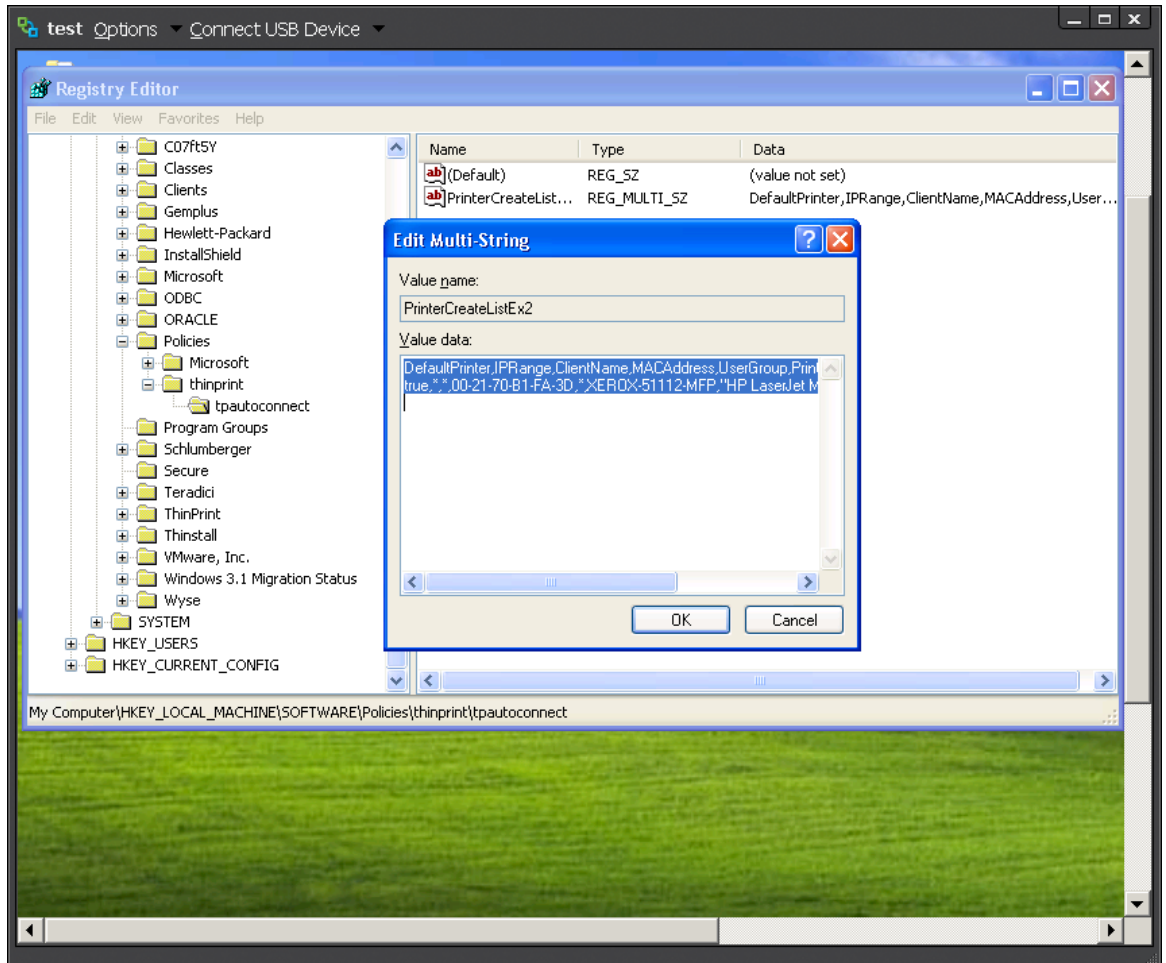 test Options Connect USB Device
Registry Editor
File Edit View Favorites Help
C07ft5Y
Classes
Clients
Gemplus
Hewlett-Packard
InstallShield
Microsoft
ODBC
ORACLE
Policies
Microsoft
thinprint
tpautoconnect
Program Groups
Schlumberger
Secure
Teradici
ThinPrint
Thinstall
VMware, Inc.
Windows 3.1 Migration Status
Wyse
SYSTEM
HKEY_USERS
HKEY_CURRENT_CONFIG
Name Type Data
(Default) REG_SZ (value not set)
PrinterCreateList... REG_MULTI_SZ DefaultPrinter,IPRange,ClientName,MACAddress,User...
Edit Multi-String
Value name:
PrinterCreateListEx2
Value data:
DefaultPrinter,IPRange,ClientName,MACAddress,UserGroup,Prin
true,*,*,00-21-70-B1-FA-3D,*,XEROX-51112-MFP,"HP LaserJet M
OK Cancel
My Computer\HKEY_LOCAL_MACHINE\SOFTWARE\Policies\thinprint\tpautoconnect